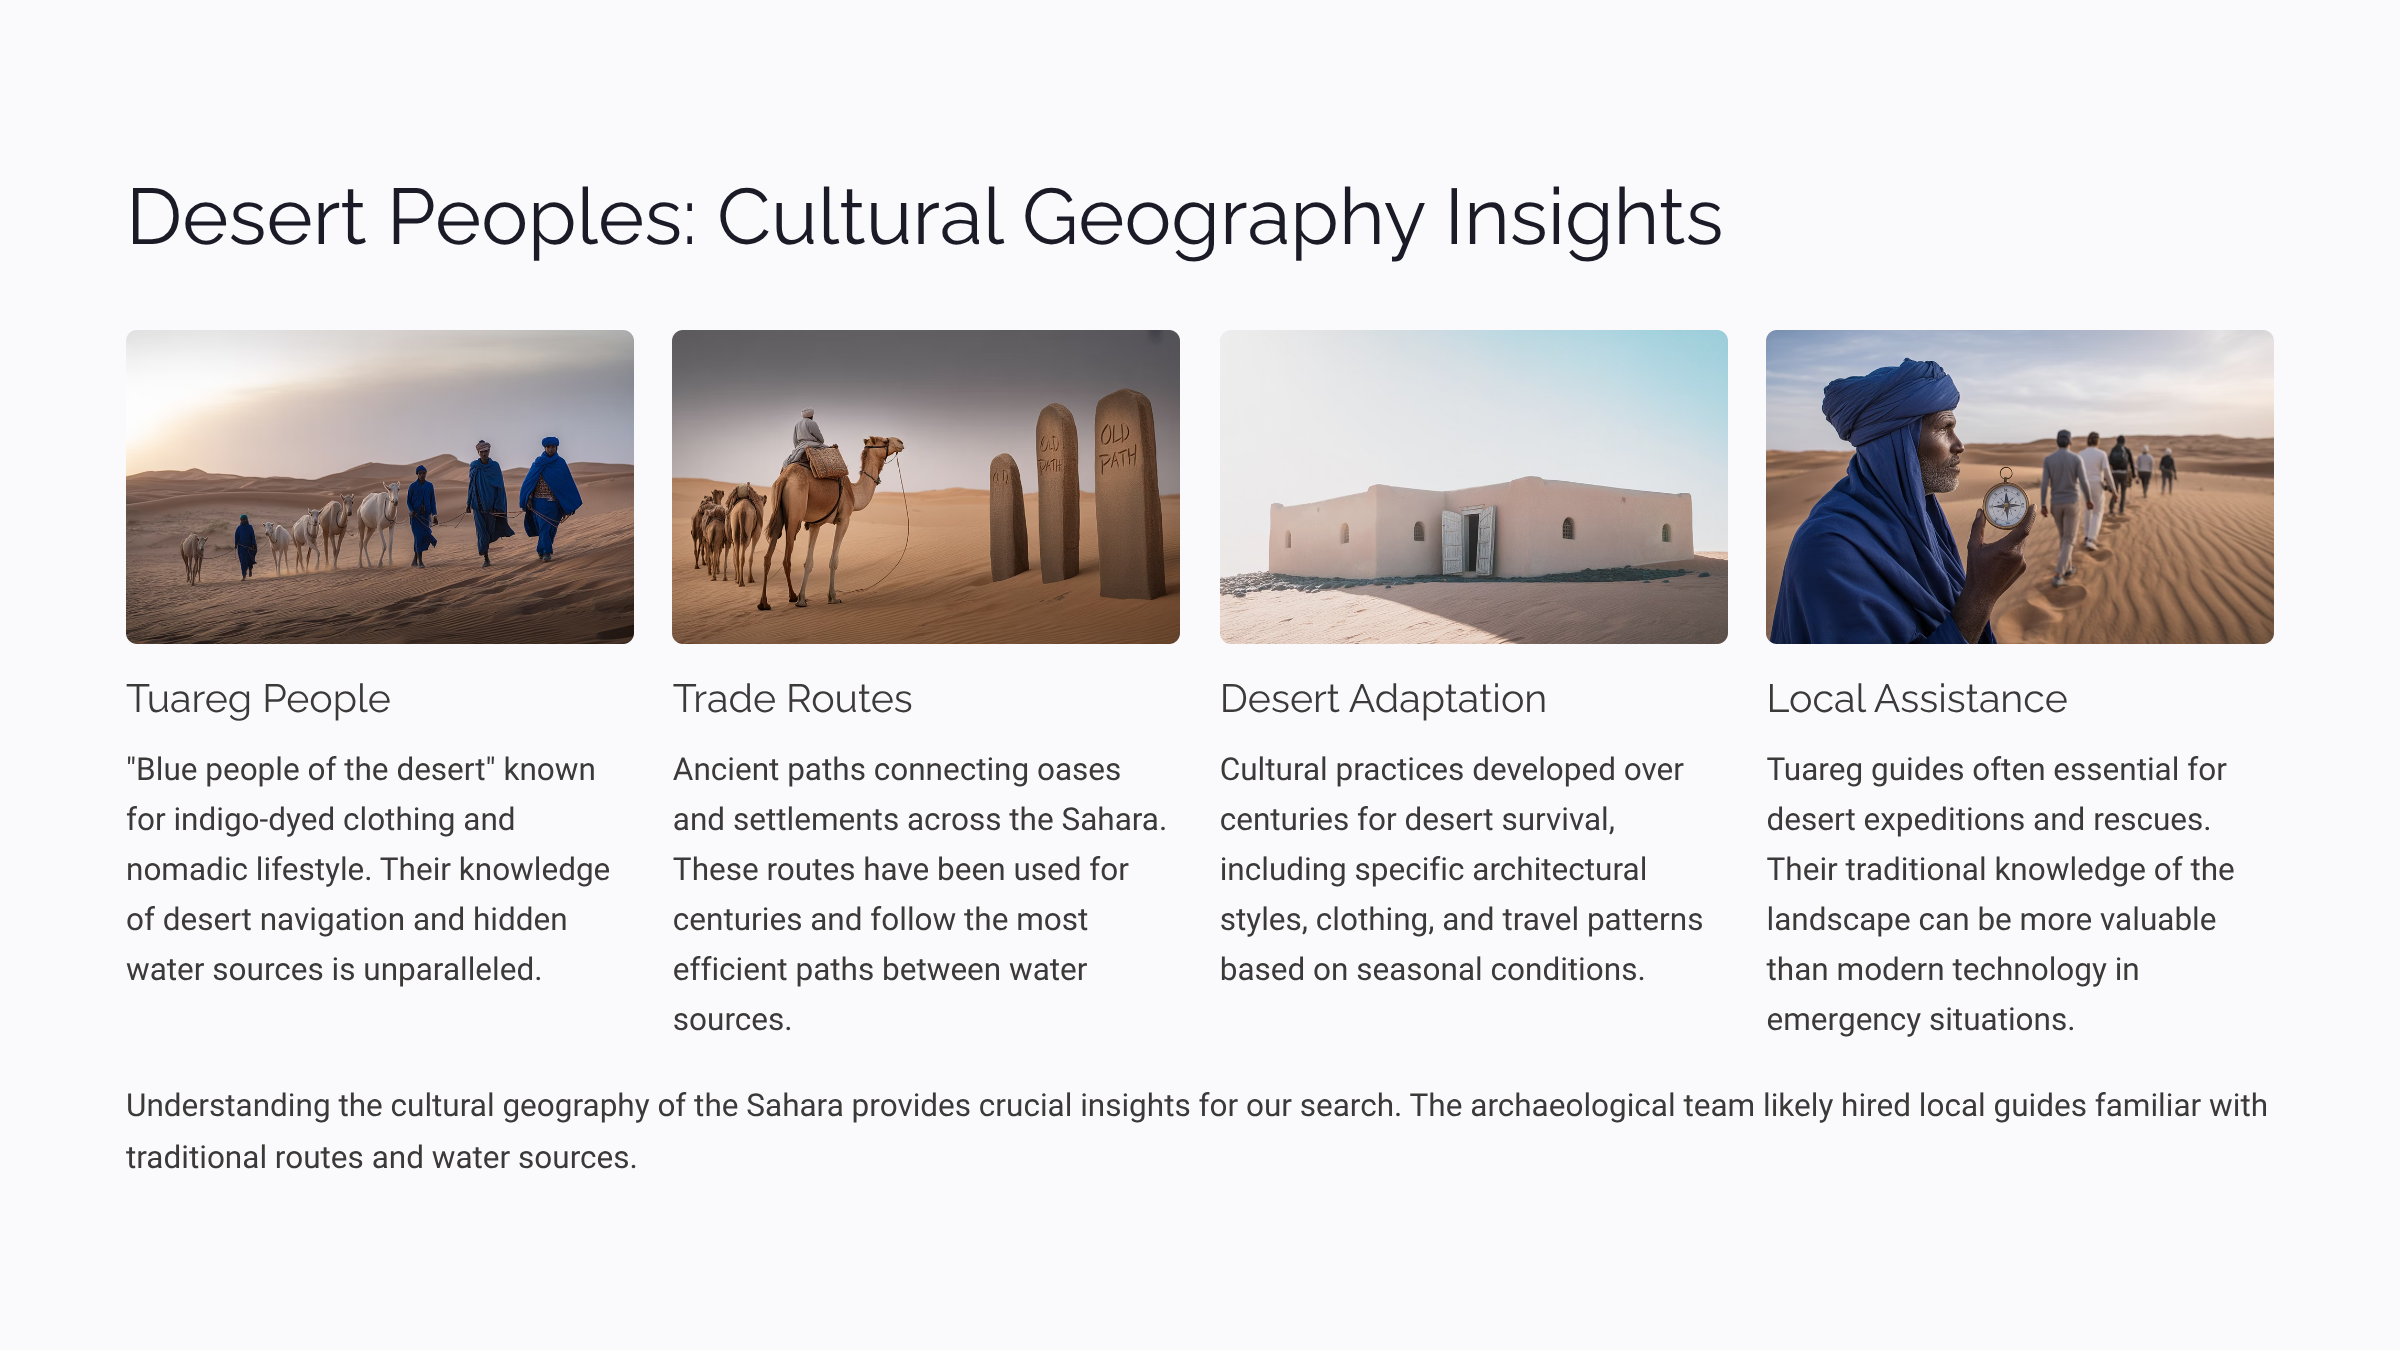 Desert Peoples: Cultural Geography Insights
OLD
PATH
OLD
PATH
Tuareg People
"Blue people of the desert" known
for indigo-dyed clothing and
nomadic lifestyle. Their knowledge
of desert navigation and hidden
water sources is unparalleled.
Trade Routes
Ancient paths connecting oases
and settlements across the Sahara.
These routes have been used for
centuries and follow the most
efficient paths between water
sources.
Desert Adaptation
Cultural practices developed over
centuries for desert survival,
including specific architectural
styles, clothing, and travel patterns
based on seasonal conditions.
Local Assistance
Tuareg guides often essential for
desert expeditions and rescues.
Their traditional knowledge of the
landscape can be more valuable
than modern technology in
emergency situations.
Understanding the cultural geography of the Sahara provides crucial insights for our search. The archaeological team likely hired local guides familiar with
traditional routes and water sources.